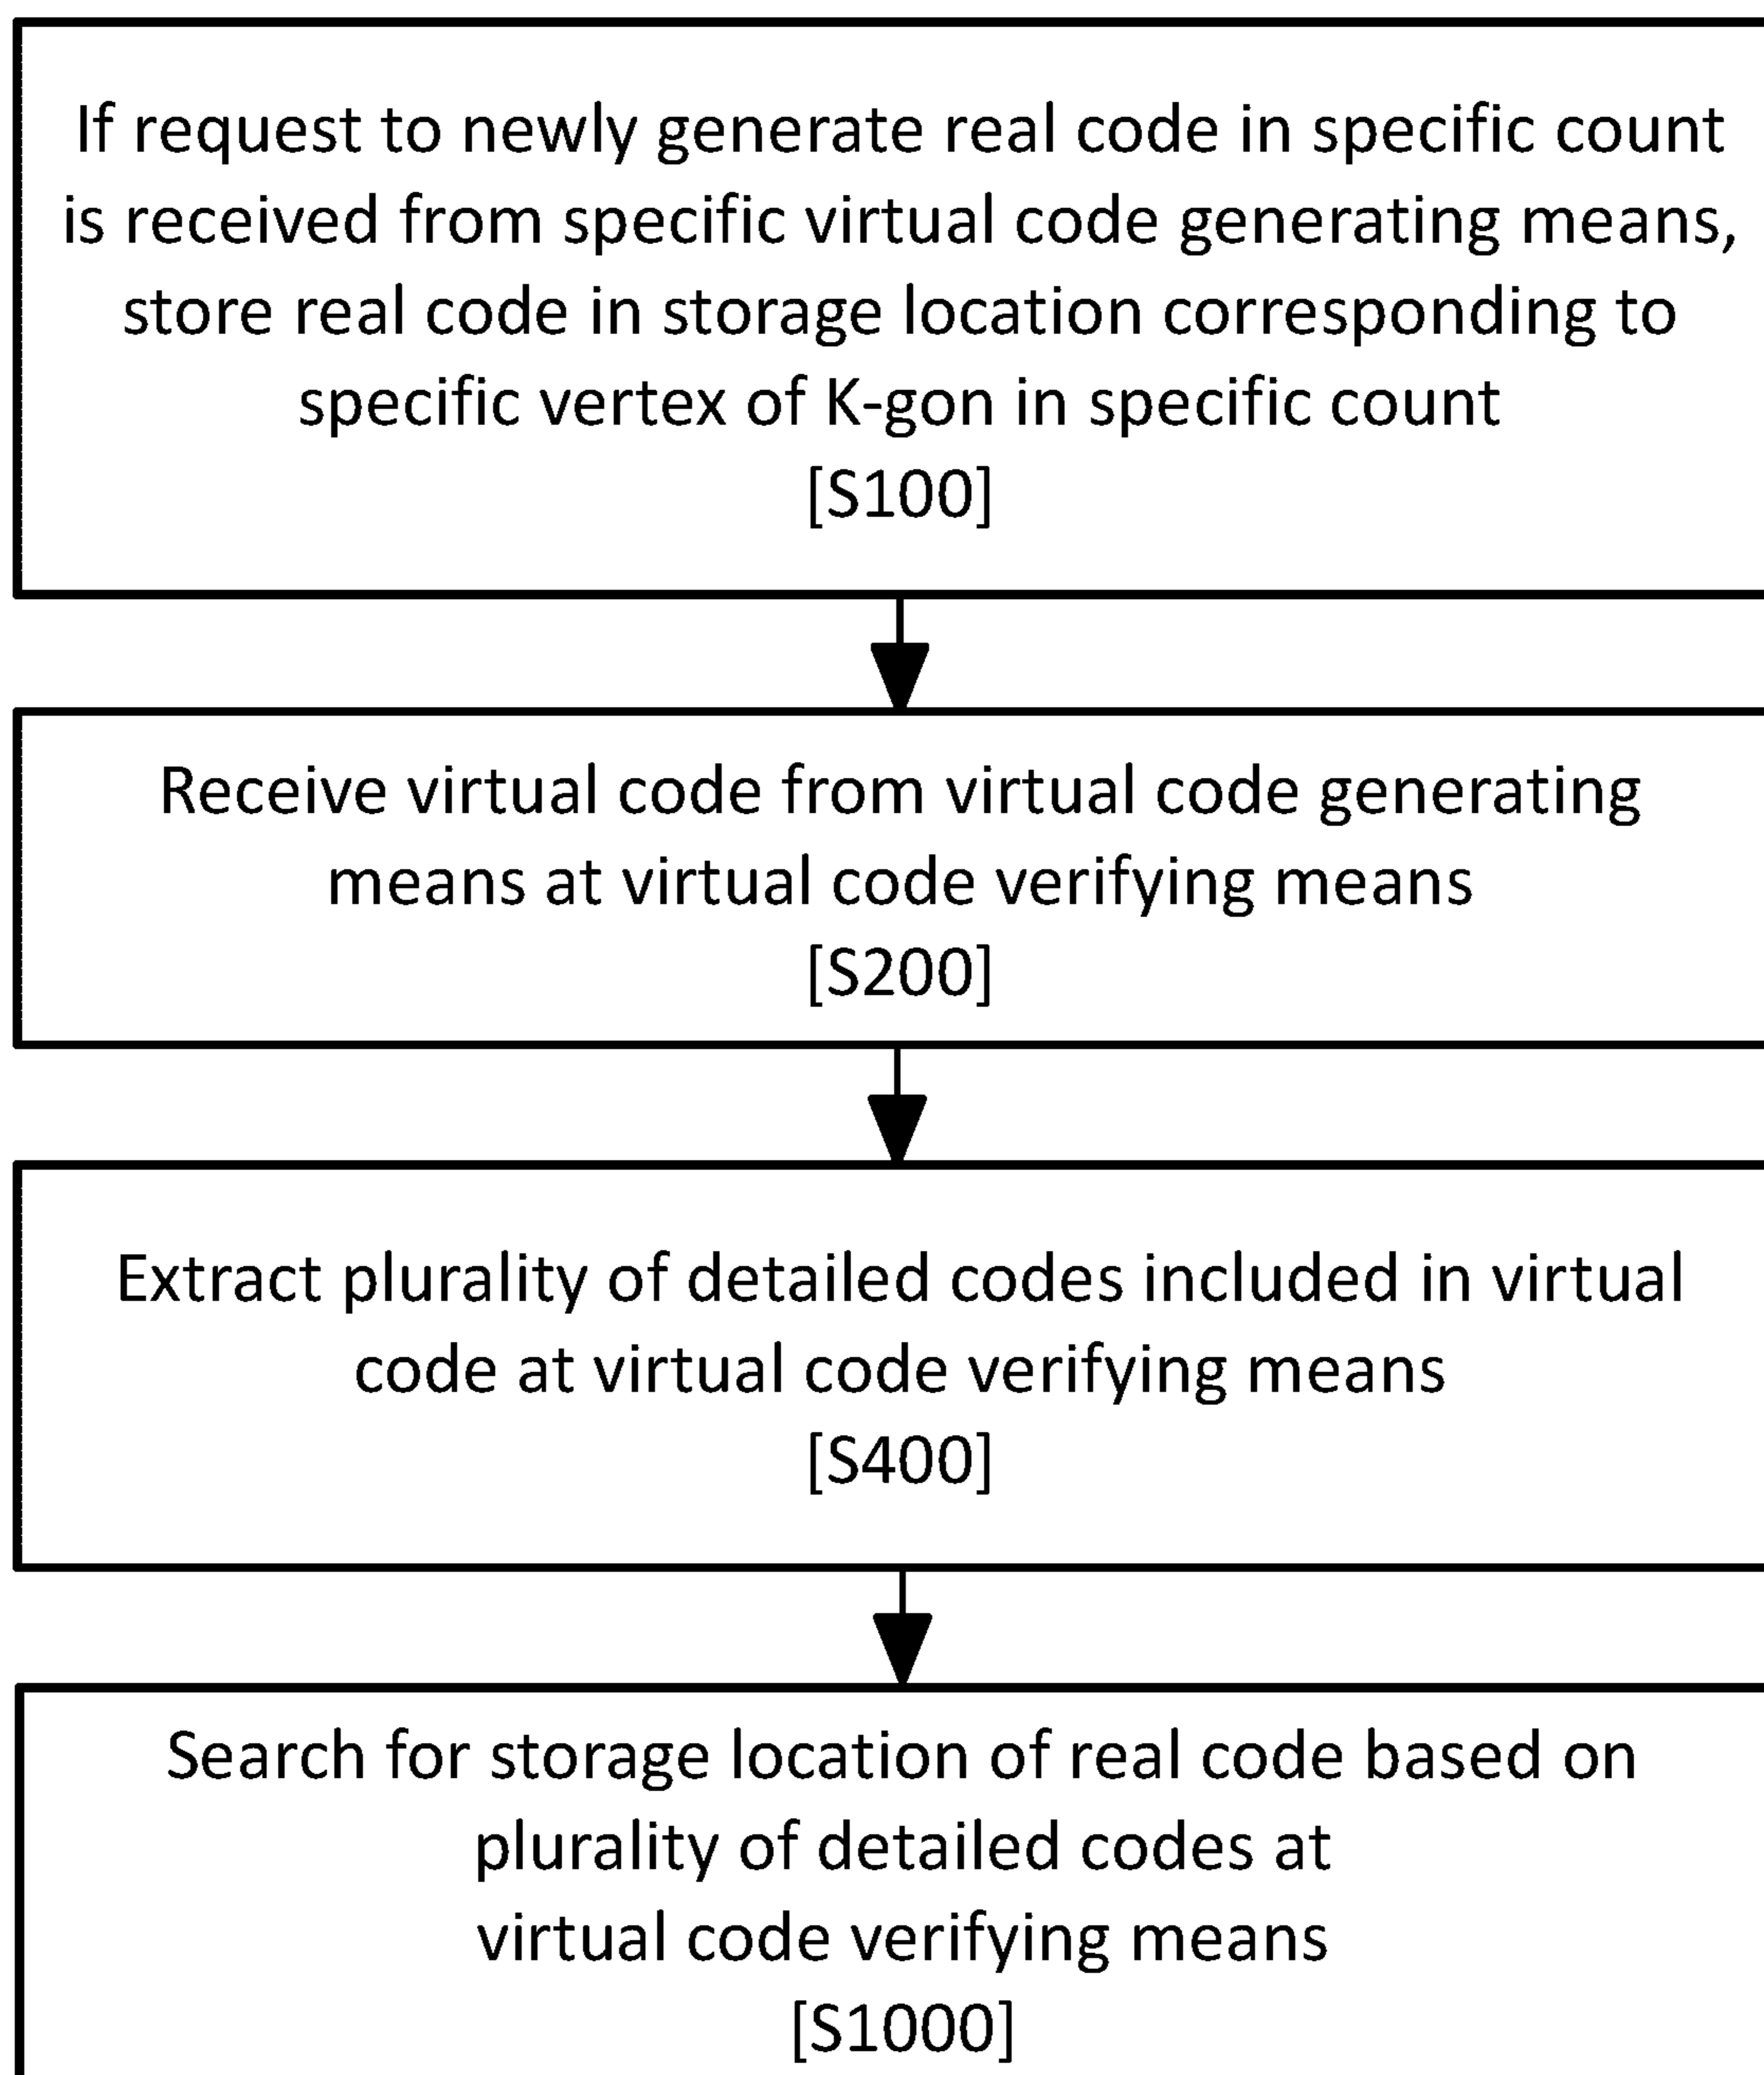 If request to newly generate real code in specific count
is received from specific virtual code generating means,
store real code in storage location corresponding to
specific vertex of K-gon in specific count
[S100]
Receive virtual code from virtual code generating
means at virtual code verifying means
[S200]
Extract plurality of detailed codes included in virtual
code at virtual code verifying means
[S400]
Search for storage location of real code based on
plurality of detailed codes at
virtual code verifying means
[S1000]